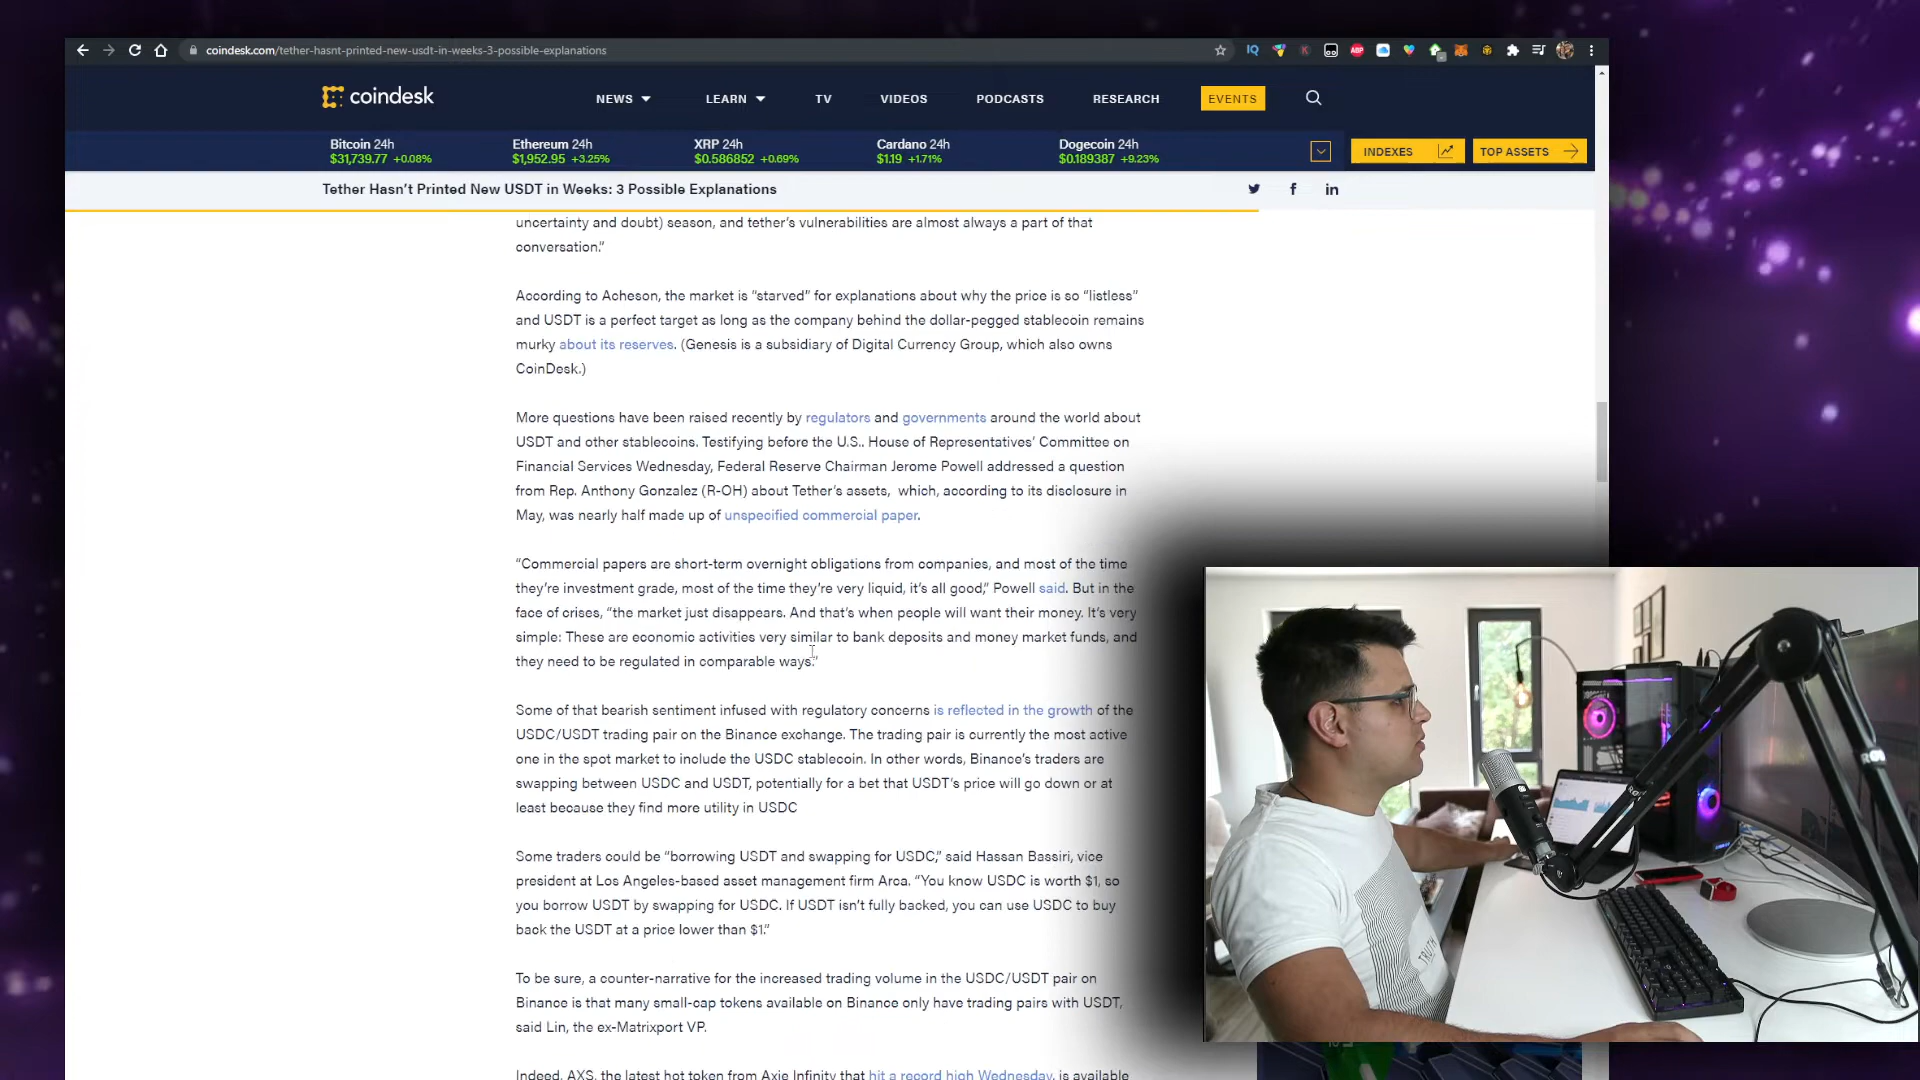 coindesk.com/tether-hasnt-printed-new-usdt-in-weeks-3-possible-explanations
IQ
K
ABP
coindesk
NEWS
LEARN
TV
VIDEOS
PODCASTS
RESEARCH
EVENTS
Bitcoin 24h
$31,739.77 +0.08%
Ethereum 24h
$1,952.95 +3.25%
XRP 24h
$0.586852 +0.69%
Cardano 24h
$1.19 +1.71%
Dogecoin 24h
$0.189387 +9.23%
INDEXES
TOP ASSETS
Tether Hasn’t Printed New USDT in Weeks: 3 Possible Explanations
uncertainty and doubt) season, and tether’s vulnerabilities are almost always a part of that
conversation.”
According to Acheson, the market is “starved” for explanations about why the price is so “listless”
and USDT is a perfect target as long as the company behind the dollar-pegged stablecoin remains
murky about its reserves. (Genesis is a subsidiary of Digital Currency Group, which also owns
CoinDesk.)
More questions have been raised recently by regulators and governments around the world about
USDT and other stablecoins. Testifying before the U.S.. House of Representatives’ Committee on
Financial Services Wednesday, Federal Reserve Chairman Jerome Powell addressed a question
from Rep. Anthony Gonzalez (R-OH) about Tether’s assets,  which, according to its disclosure in
May, was nearly half made up of unspecified commercial paper.
“Commercial papers are short-term overnight obligations from companies, and most of the time
they’re investment grade, most of the time they’re very liquid, it’s all good,” Powell said. But in the
face of crises, “the market just disappears. And that’s when people will want their money. It’s very
simple: These are economic activities very similar to bank deposits and money market funds, and
they need to be regulated in comparable ways.”
Some of that bearish sentiment infused with regulatory concerns is reflected in the growth of the
USDC/USDT trading pair on the Binance exchange. The trading pair is currently the most active
one in the spot market to include the USDC stablecoin. In other words, Binance’s traders are
swapping between USDC and USDT, potentially for a bet that USDT’s price will go down or at
least because they find more utility in USDC
Some traders could be “borrowing USDT and swapping for USDC,” said Hassan Bassiri, vice
president at Los Angeles-based asset management firm Arca. “You know USDC is worth $1, so
you borrow USDT by swapping for USDC. If USDT isn’t fully backed, you can use USDC to buy
back the USDT at a price lower than $1.”
To be sure, a counter-narrative for the increased trading volume in the USDC/USDT pair on
Binance is that many small-cap tokens available on Binance only have trading pairs with USDT,
said Lin, the ex-Matrixport VP.
Indeed, AXS, the latest hot token from Axie Infinity that hit a record high Wednesday, is available
TRUTH